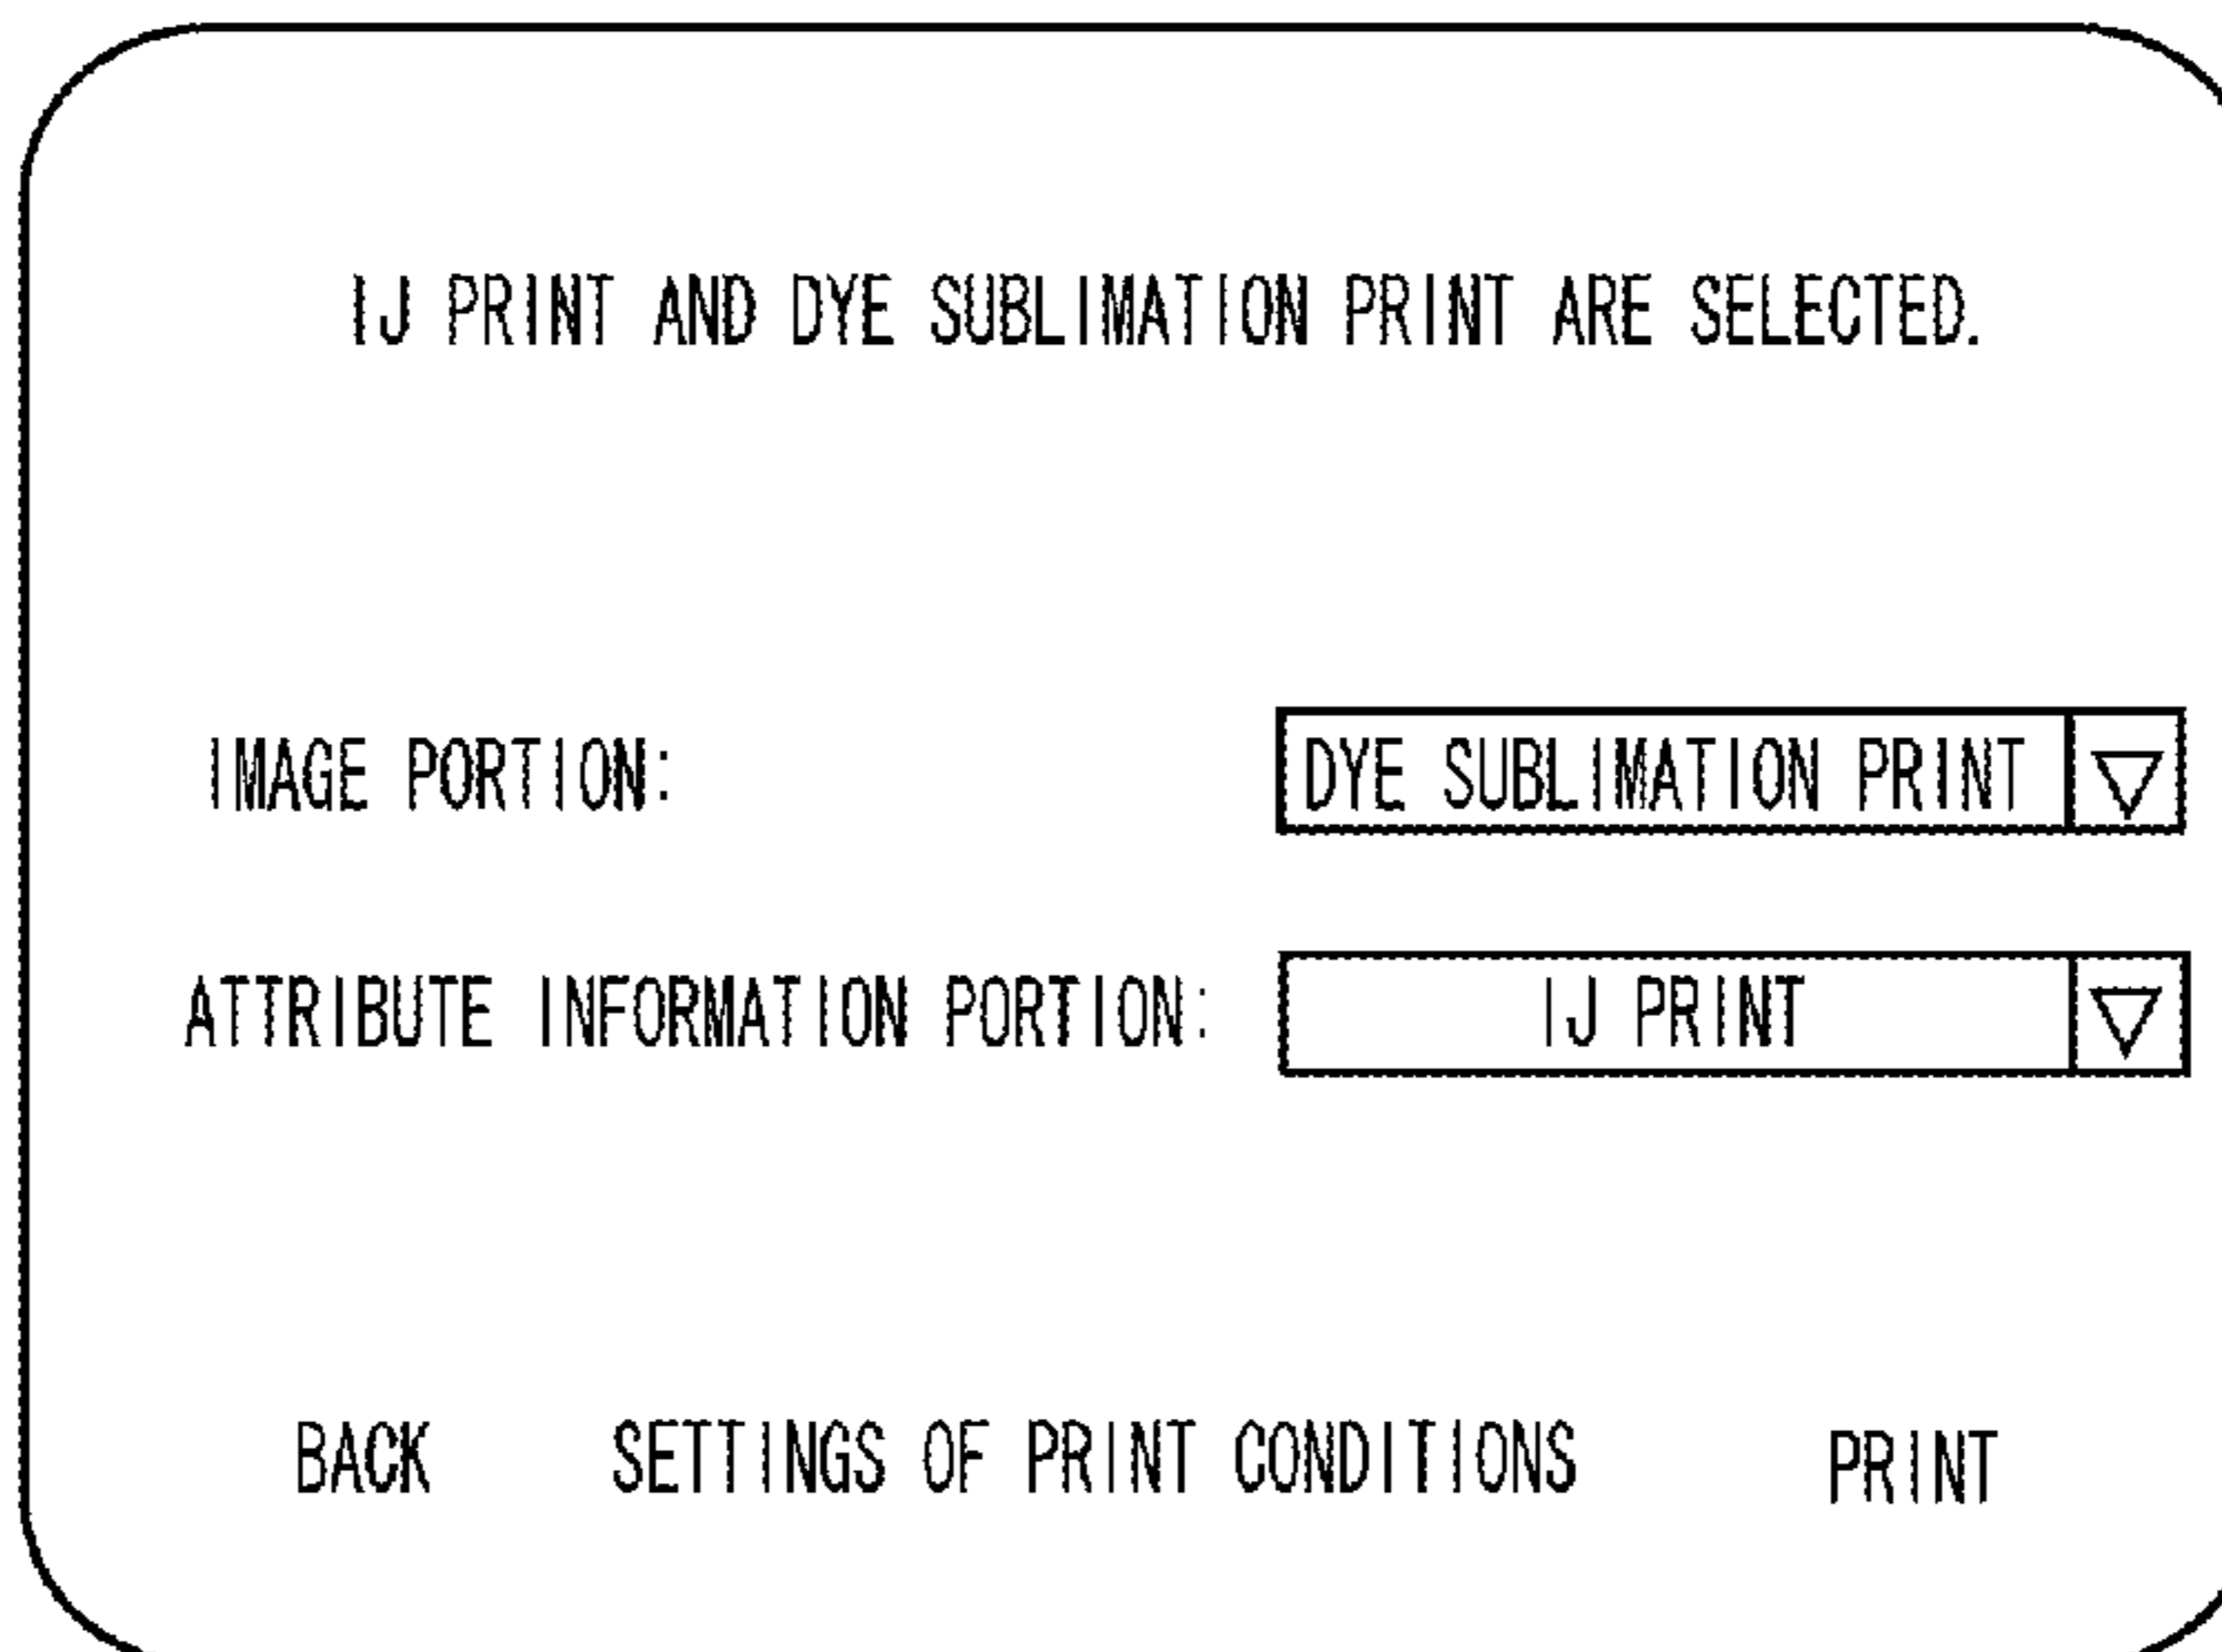 IJ PRINT AND DYE SUBLIMATION PRINT ARE SELECTED.
IMAGE PORTION: DYE SUBLIMATION PRINT
ATTRIBUTE INFORMATION PORTION: IJ PRINT
BACK SETTINGS OF PRINT CONDITIONS PRINT